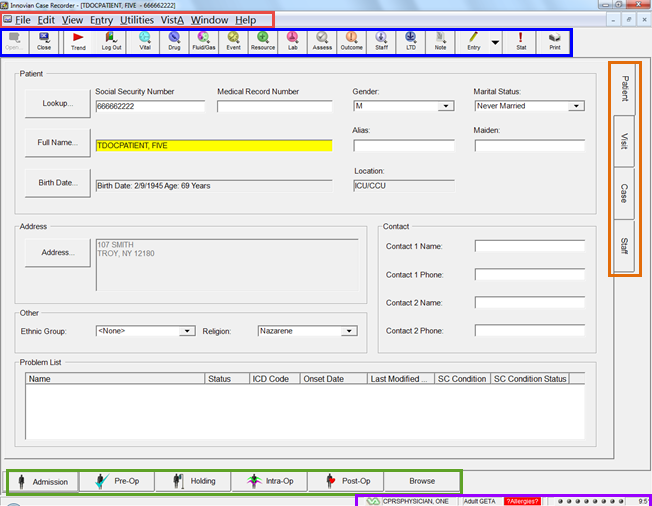 Innovian Case Recorder - [TDOCPATIENT, FIVE - 666662222]
File Edit View Entry Utilities VistA Window Help
Open... Close Trend Log Out Vital Drug Fluid/Gas Event Resource Lab Assess Outcome Staff LTD Note Entry Stat Print
Patient
Social Security Number Medical Record Number Gender: Marital Status:
Lookup... 666662222 M Never Married
Alias: Maiden:
Full Name... TDOCPATIENT, FIVE
Location:
Birth Date... Birth Date: 2/9/1945 Age: 69 Years ICU/CCU
Patient
Visit
Case
Staff
Address
Address... 107 SMITH
TROY, NY 12180
Contact
Contact 1 Name:
Contact 1 Phone:
Contact 2 Name:
Contact 2 Phone:
Other
Ethnic Group: <None> Religion: Nazarene
Problem List
Name Status ICD Code Onset Date Last Modified ... SC Condition SC Condition Status
Admission Pre-Op Holding Intra-Op Post-Op Browse
CPRSPHYSICIAN, ONE Adult GETA ?Allergies?